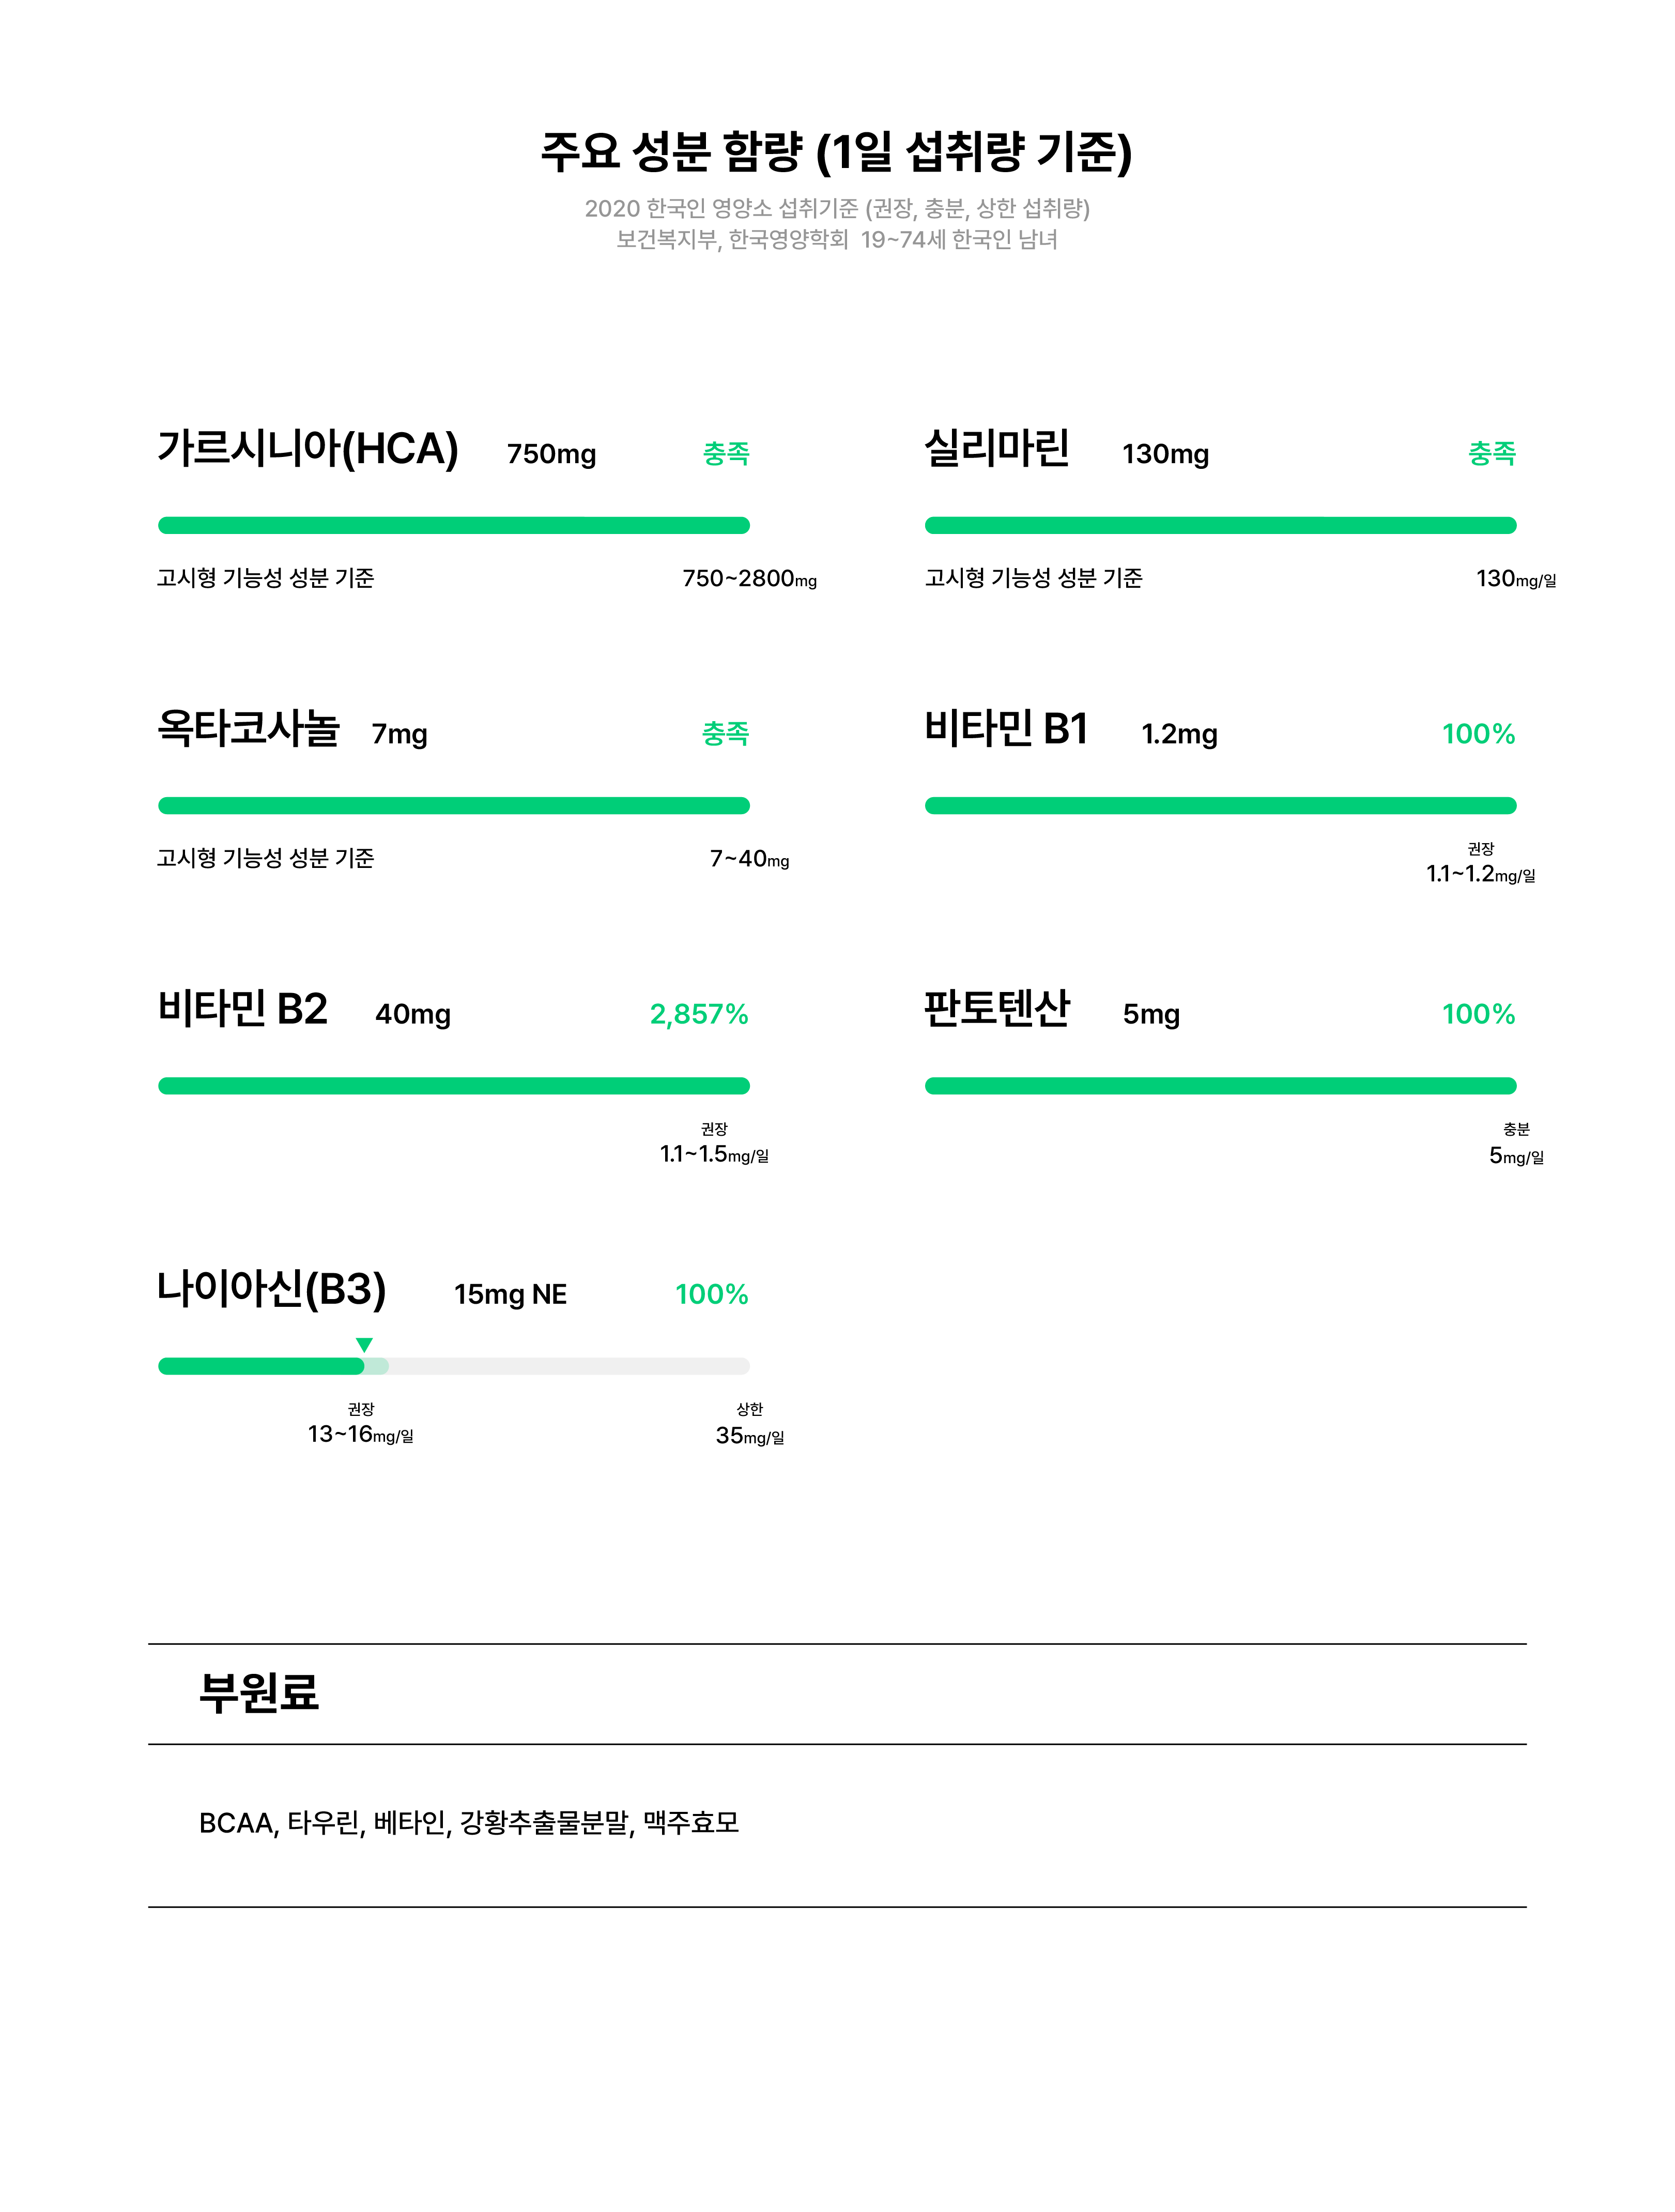 주요 성분 함량 (1일 섭취량 기준)
2020 한국인 영양소 섭취기준 (권장, 충분, 상한 섭취량)
보건복지부, 한국영양학회 19~74세 한국인 남녀
가르시니아(HCA) 750mg 충족
고시형 기능성 성분 기준 750~2800mg
실리마린 130mg 충족
고시형 기능성 성분 기준 130mg/일
옥타코사놀 7mg 충족
고시형 기능성 성분 기준 7~40mg
비타민 B1 1.2mg 100%
권장
1.1~1.2mg/일
비타민 B2 40mg 2,857%
권장
1.1~1.5mg/일
판토텐산 5mg 100%
충분
5mg/일
나이아신(B3) 15mg NE 100%
권장 상한
13~16mg/일 35mg/일
부원료
BCAA, 타우린, 베타인, 강황추출물분말, 맥주효모